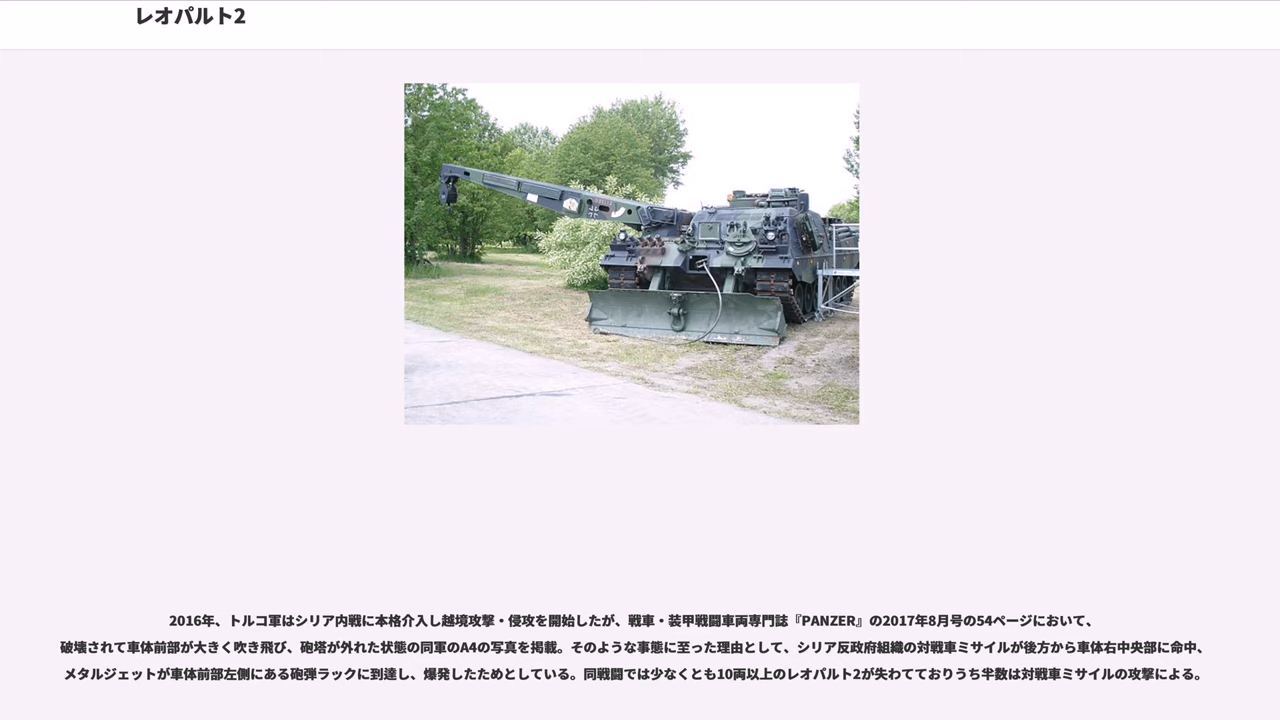 レオパルト2
2016年、トルコ軍はシリア内戦に本格介入し越境攻撃・侵攻を開始したが、戦車・装甲戦闘車両専門誌『PANZER』の2017年8月号の54ページにおいて、
破壊されて車体前部が大きく吹き飛び、砲塔が外れた状態の同軍のA4の写真を掲載。そのような事態に至った理由として、シリア反政府組織の対戦車ミサイルが後方から車体右中央部に命中、
メタルジェットが車体前部左側にある砲弾ラックに到達し、爆発したためとしている。同戦闘では少なくとも10両以上のレオパルト2が失わてておりうち半数は対戦車ミサイルの攻撃による。